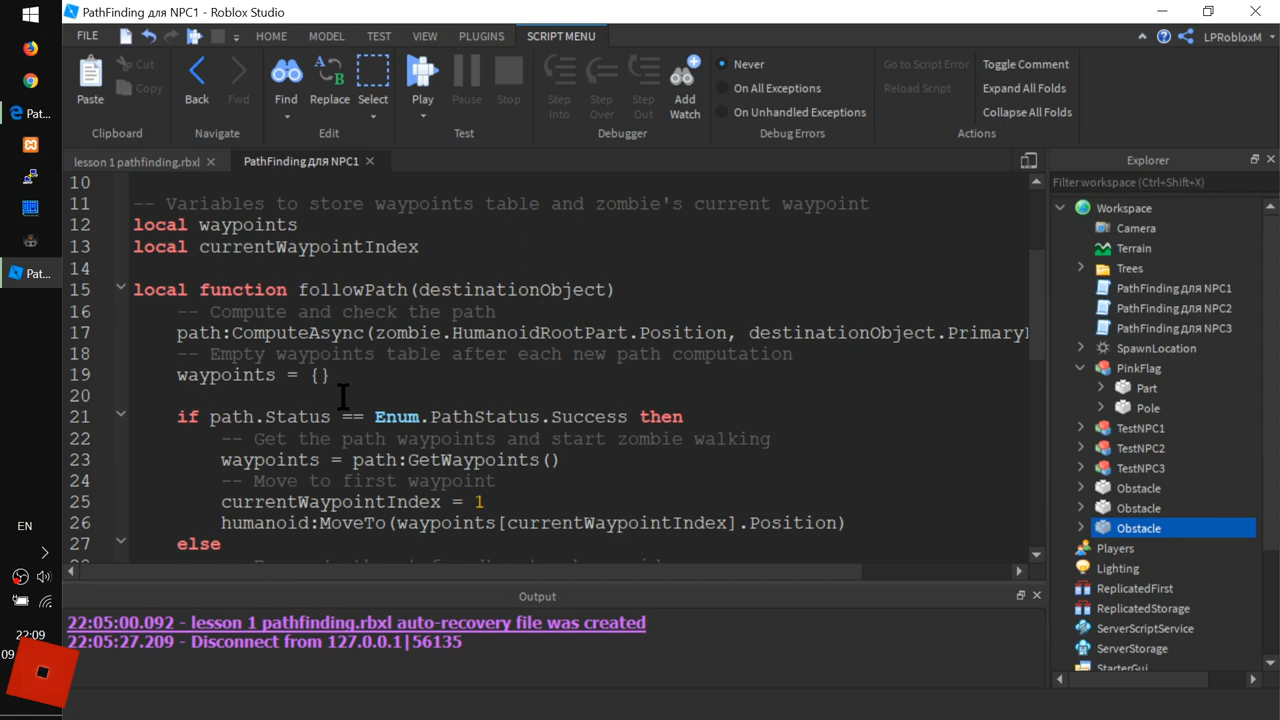 PathFinding для NPC1 - Roblox Studio
FILE HOME MODEL TEST VIEW PLUGINS SCRIPT MENU LPRobloxM
Cut Never Go to Script Error Toggle Comment
Copy On All Exceptions Reload Script Expand All Folds
Paste Back Fwd Find Replace Select Play Pause Stop Step Into Step Over Step Out Add Watch On Unhandled Exceptions Collapse All Folds
Clipboard Navigate Edit Test Debugger Debug Errors Actions
Pat...
lesson 1 pathfinding.rbxl PathFinding для NPC1
10
11 -- Variables to store waypoints table and zombie's current waypoint
12 local waypoints
13 local currentWaypointIndex
14
15 local function followPath(destinationObject)
16 -- Compute and check the path
17 path:ComputeAsync(zombie.HumanoidRootPart.Position, destinationObject.Primary
18 -- Empty waypoints table after each new path computation
19 waypoints = {}
20
21 if path.Status == Enum.PathStatus.Success then
22 -- Get the path waypoints and start zombie walking
23 waypoints = path:GetWaypoints()
24 -- Move to first waypoint
25 currentWaypointIndex = 1
26 humanoid:MoveTo(waypoints[currentWaypointIndex].Position)
27 else
Explorer
Filter workspace (Ctrl+Shift+X)
Workspace
Camera
Terrain
Trees
PathFinding для NPC1
PathFinding для NPC2
PathFinding для NPC3
SpawnLocation
PinkFlag
Part
Pole
TestNPC1
TestNPC2
TestNPC3
Obstacle
Obstacle
Obstacle
Players
Lighting
ReplicatedFirst
ReplicatedStorage
ServerScriptService
ServerStorage
StarterGui
Output
22:05:00.092 - lesson 1 pathfinding.rbxl auto-recovery file was created
22:05:27.209 - Disconnect from 127.0.0.1|56135
Pat...
EN
22:09
09